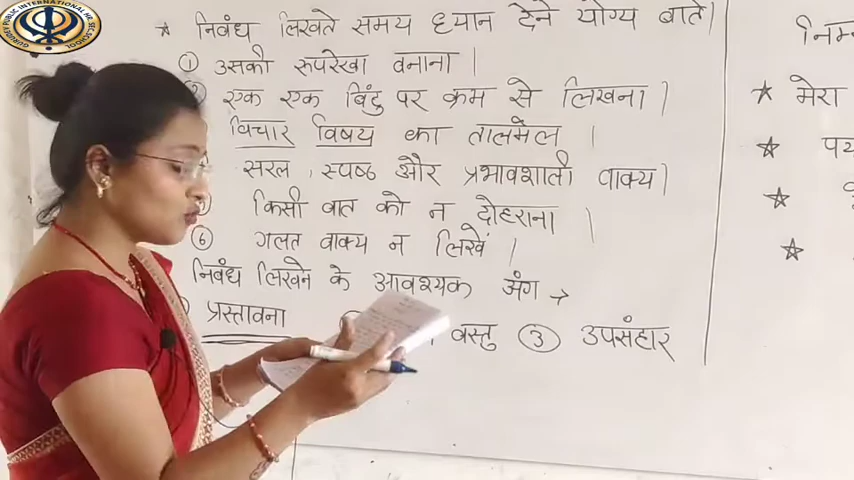 ★ निबंध लिखते समय ध्यान देने योग्य बाते।
① उसकी रूपरेखा बनाना।
एक एक बिंदु पर क्रम से लिखना।
विचार विषय का तालमेल।
सरल, स्पष्ठ और प्रभावशाली वाक्य।
किसी बात को न दोहराना।
⑥ गलत वाक्य न लिखें।
निबंध लिखने के आवश्यक अंग →
प्रस्तावना वस्तु ③ उपसंहार
★ मेरा
★
★
★